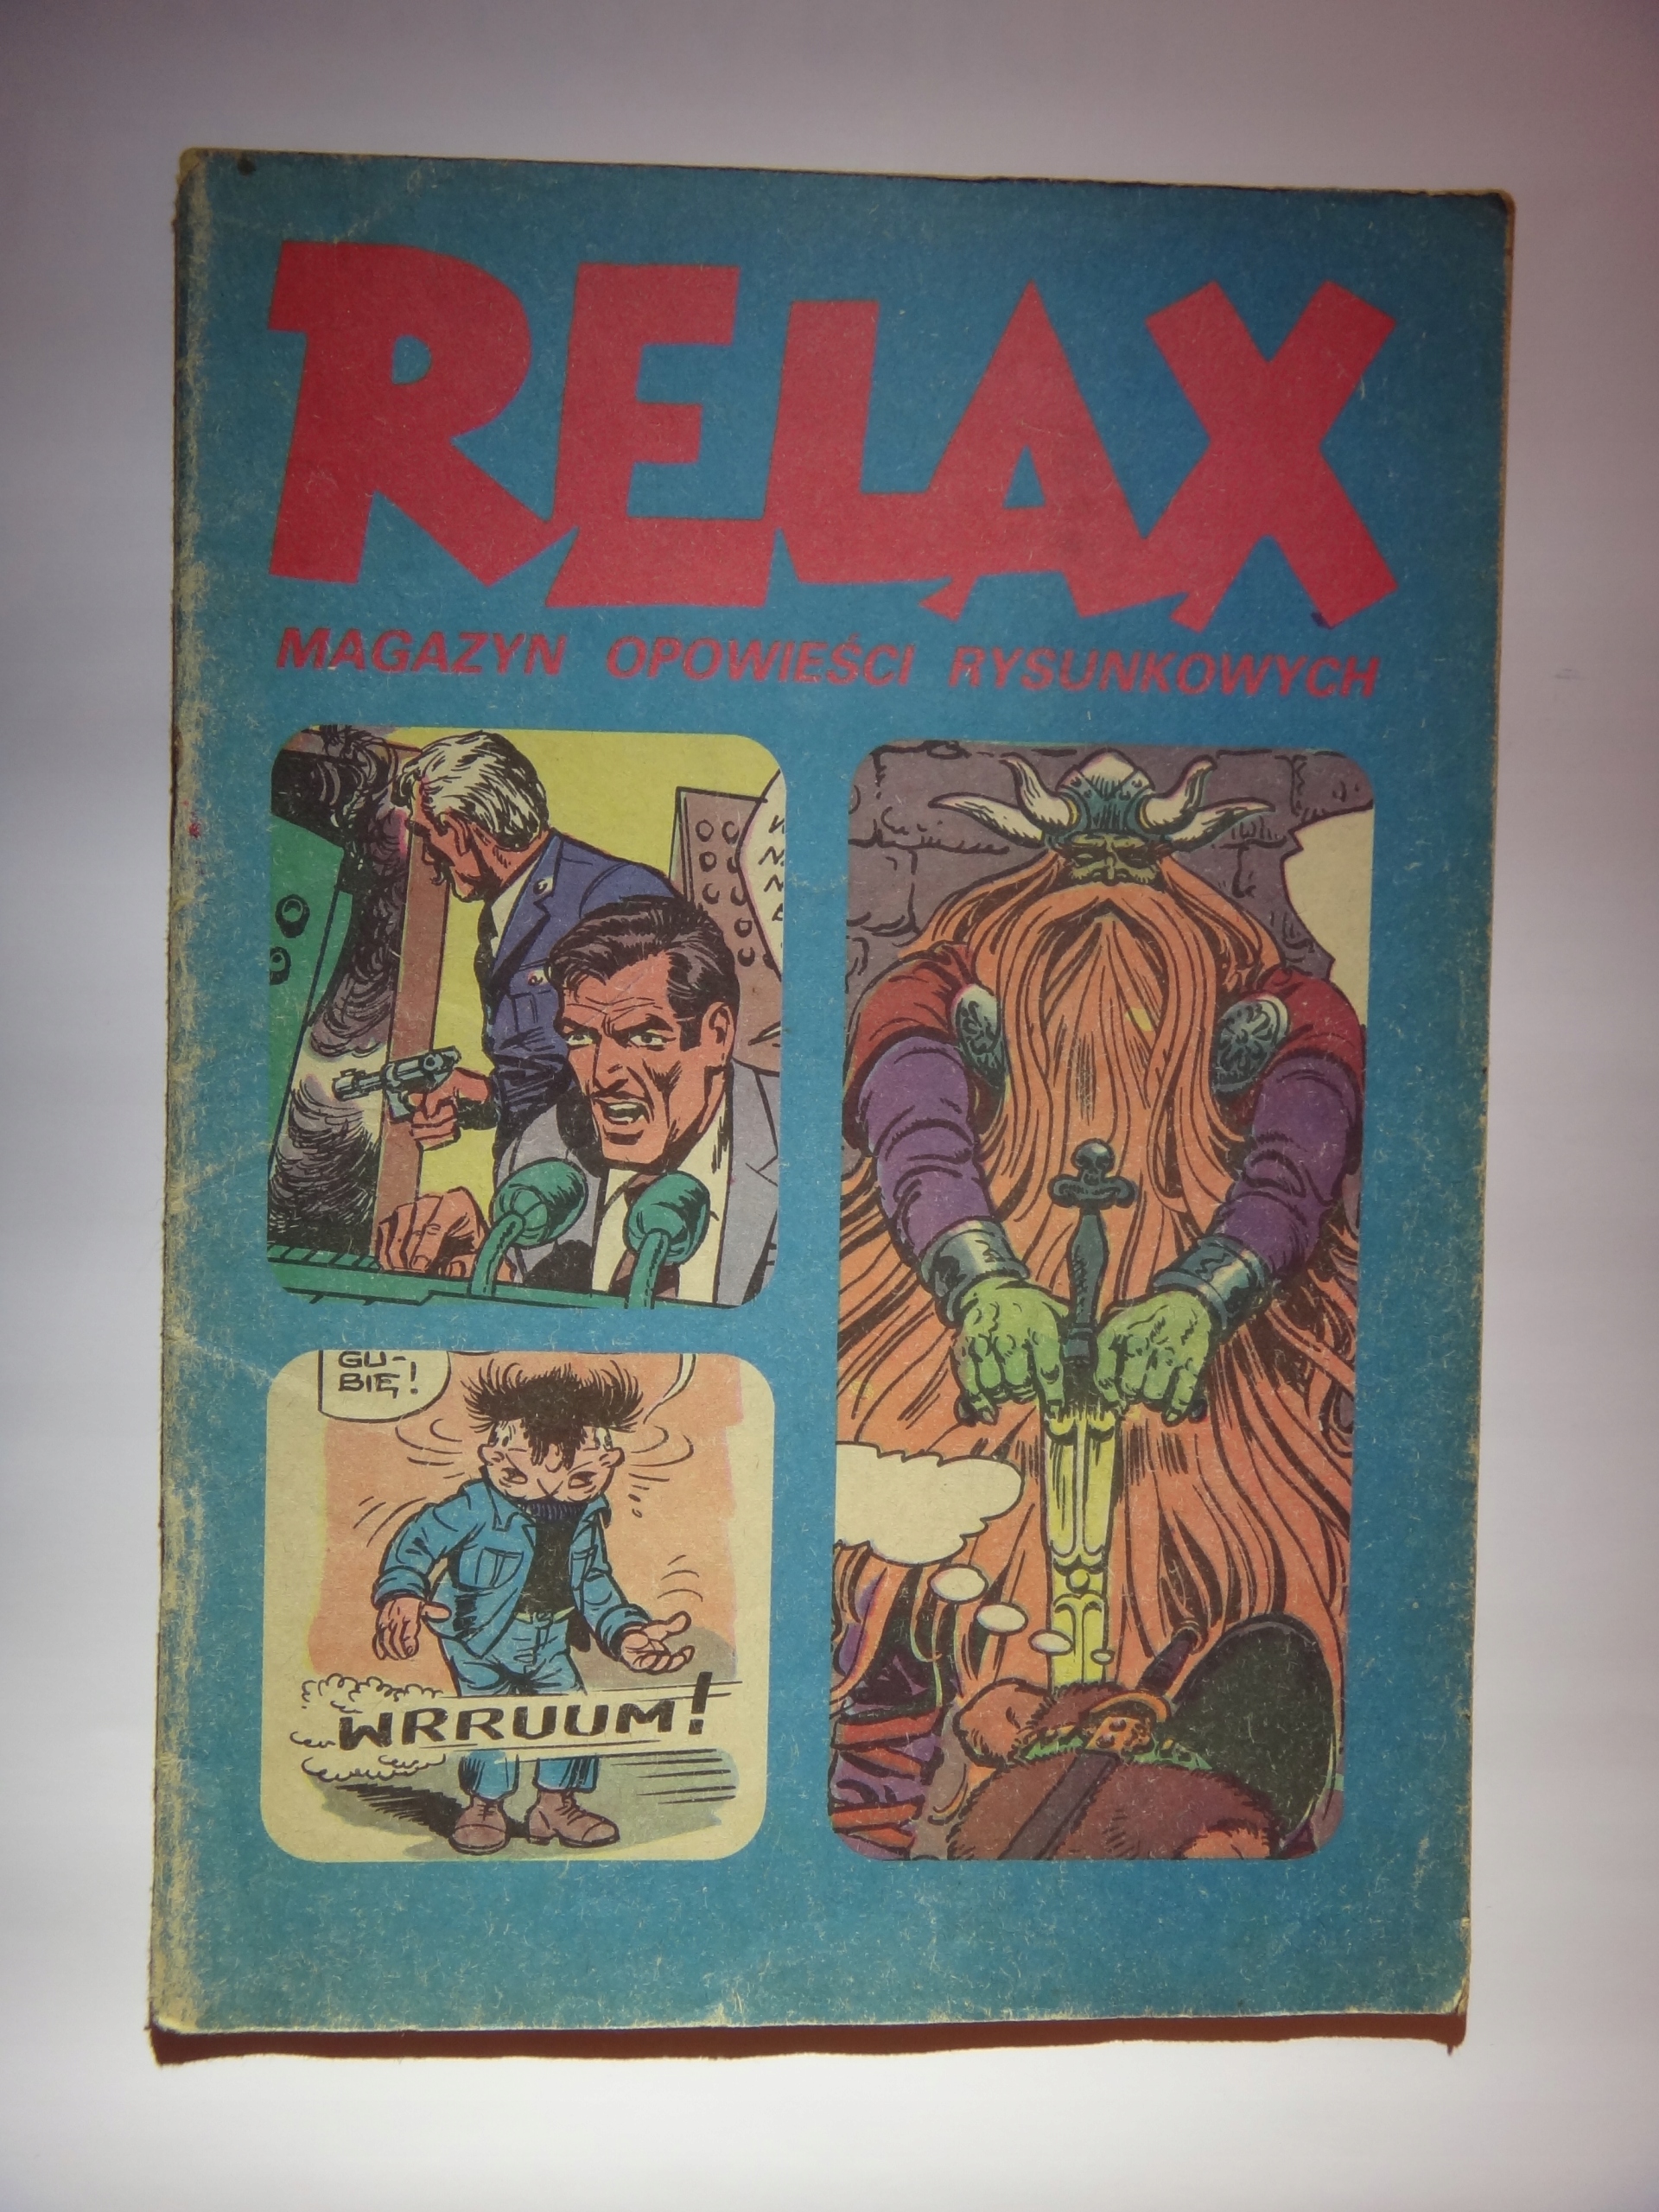 RELAX
MAGAZYN OPOWIEŚCI RYSUNKOWYCH
GU-
BIĘ!
WRRUUM!